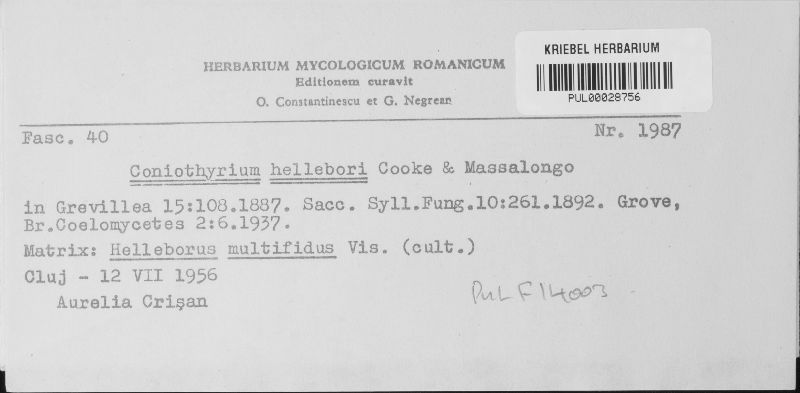 KRIEBEL HERBARIUM
PUL00028756
HERBARIUM MYCOLOGICUM ROMANICUM
Editionem curavit
O. Constantinescu et G. Negrean
Fasc. 40 Nr. 1987
Coniothyrium hellebori Cooke & Massalongo
in Grevillea 15:108.1887. Sacc. Syll.Fung.10:261.1892. Grove,
Br.Coelomycetes 2:6.1937.
Matrix: Helleborus multifidus Vis. (cult.)
Cluj - 12 VII 1956
Aurelia Crişan
PUL F14003